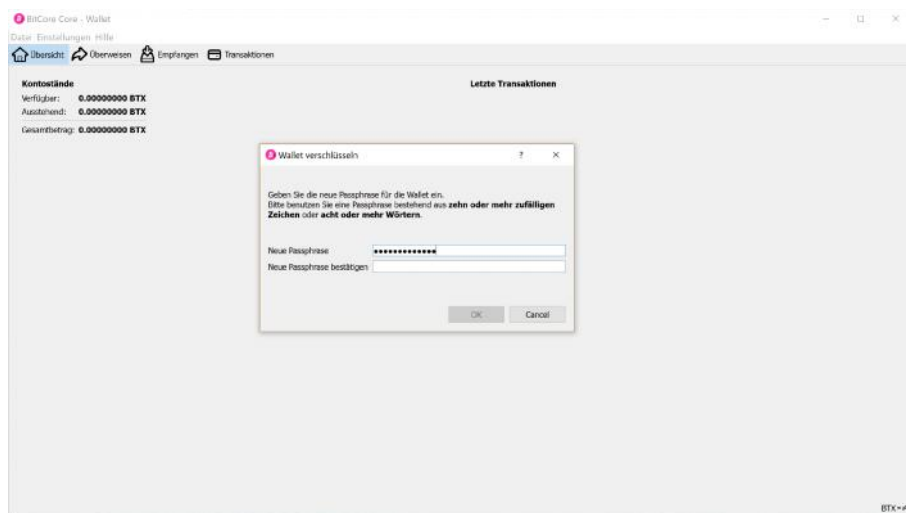 BitCore Core - Wallet
Datei Einstellungen Hilfe
Übersicht Überweisen Empfangen Transaktionen
Kontostände
Letzte Transaktionen
Verfügbar: 0.00000000 BTX
Ausstehend: 0.00000000 BTX
Gesamtbetrag: 0.00000000 BTX
Wallet verschlüsseln
Geben Sie die neue Passphrase für die Wallet ein.
Bitte benutzen Sie eine Passphrase bestehend aus zehn oder mehr zufälligen
Zeichen oder acht oder mehr Wörtern.
Neue Passphrase
Neue Passphrase bestätigen
OK Cancel
BTX